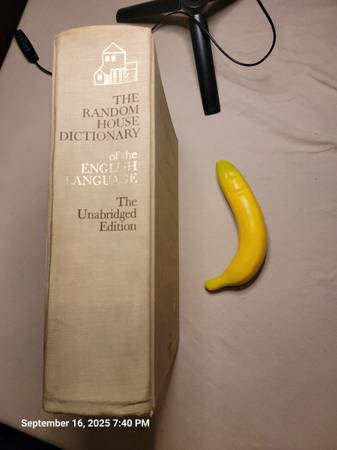 THE
RANDOM
HOUSE
DICTIONARY
of the
ENGLISH
LANGUAGE
The
Unabridged
Edition
September 16, 2025 7:40 PM